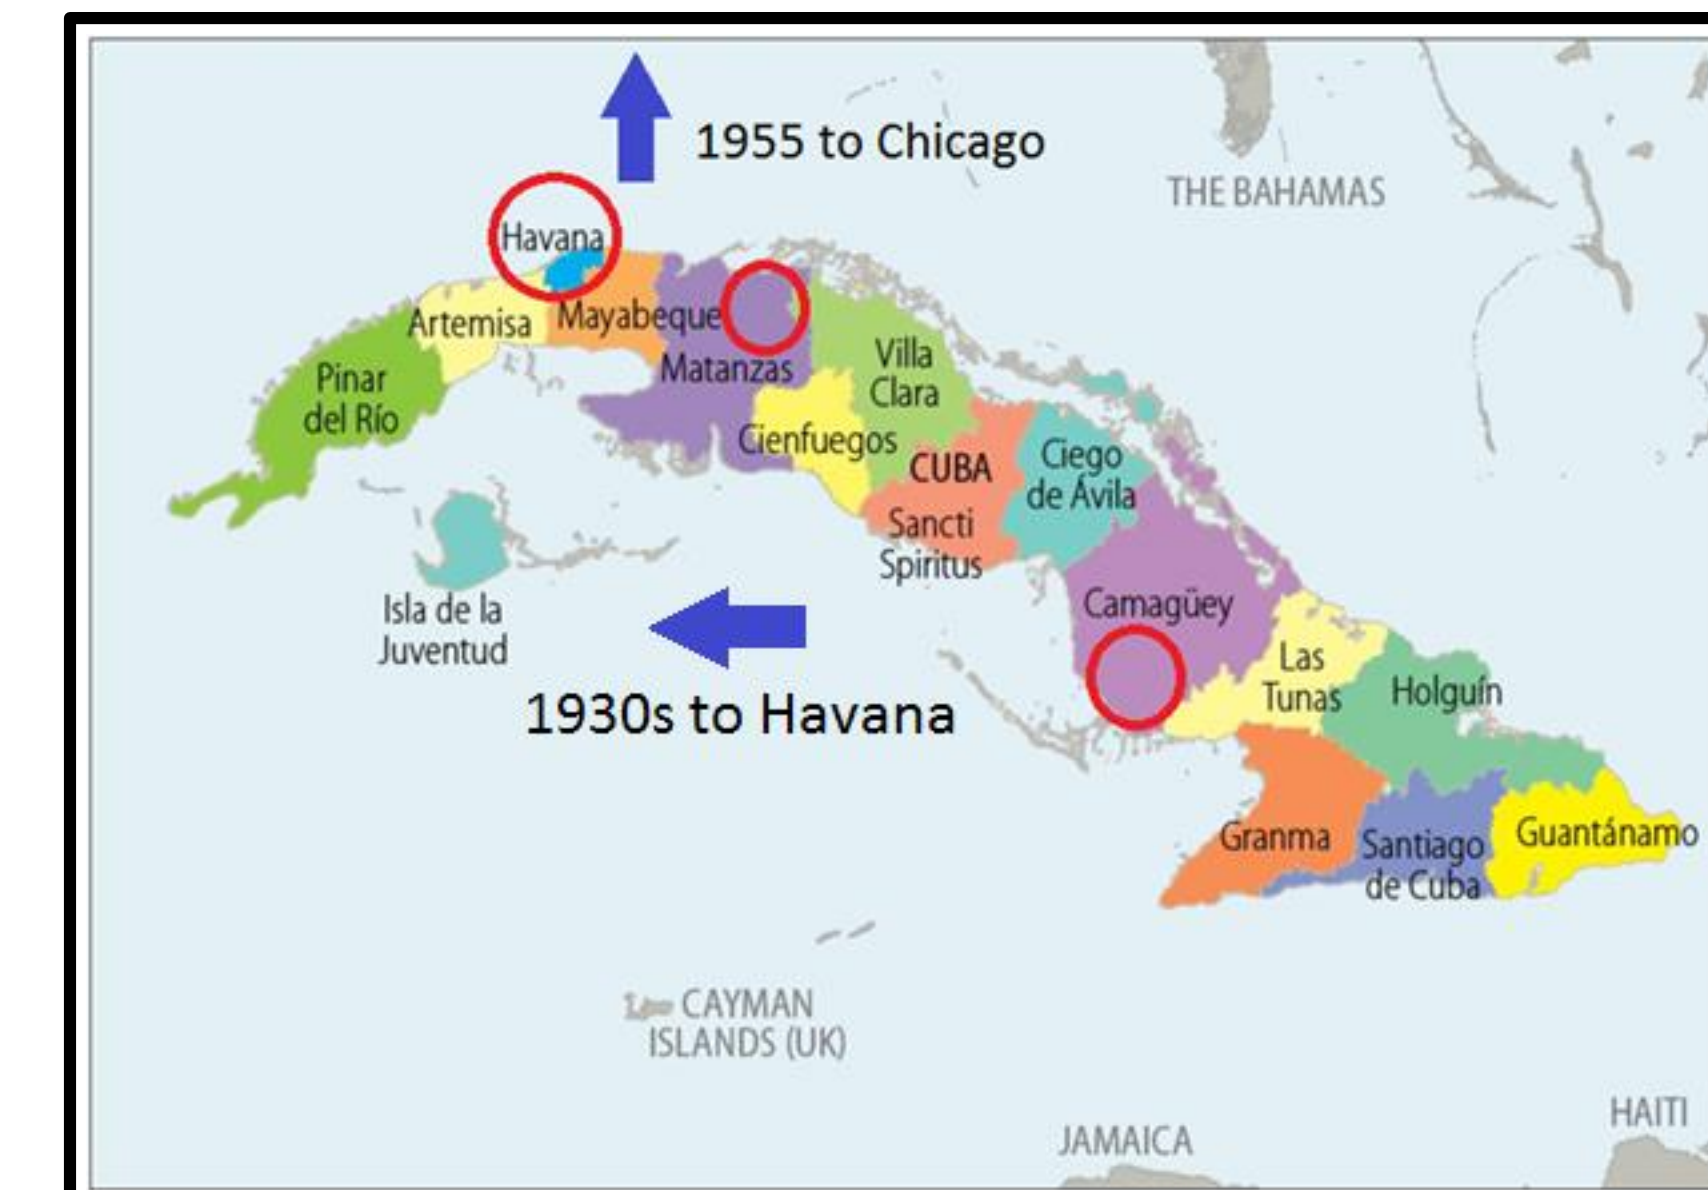 1955 to Chicago
THE BAHAMAS
Havana
Artemisa
Mayabeque
Matanzas
Villa
Clara
Pinar
del Río
Cienfuegos
CUBA
Ciego
de Ávila
Sancti
Spiritus
Isla de la
Juventud
Camagüey
1930s to Havana
Las
Tunas
Holguín
Granma
Santiago
de Cuba
Guantánamo
CAYMAN
ISLANDS (UK)
JAMAICA
HAITI